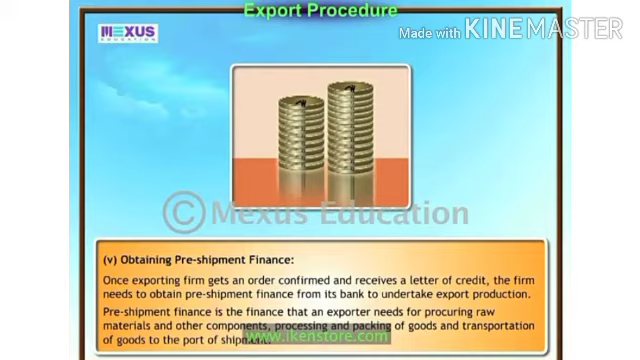 Export Procedure
Made with KINEMASTER
MEXUS
EDUCATION
©Mexus Education
(v) Obtaining Pre-shipment Finance:
Once exporting firm gets an order confirmed and receives a letter of credit, the firm
needs to obtain pre-shipment finance from its bank to undertake export production.
Pre-shipment finance is the finance that an exporter needs for procuring raw
materials and other components, processing and packing of goods and transportation
of goods to the port of shipment.
www.ikenstore.com